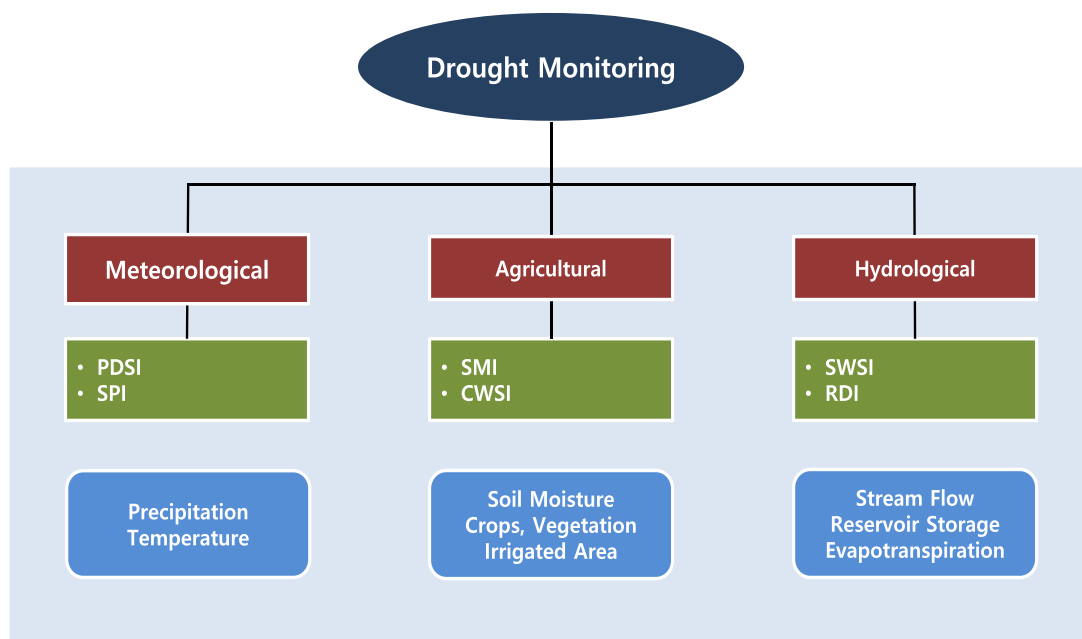 Drought Monitoring
Meteorological
Agricultural
Hydrological
• PDSI
• SPI
• SMI
• CWSI
• SWSI
• RDI
Precipitation
Temperature
Soil Moisture
Crops, Vegetation
Irrigated Area
Stream Flow
Reservoir Storage
Evapotranspiration